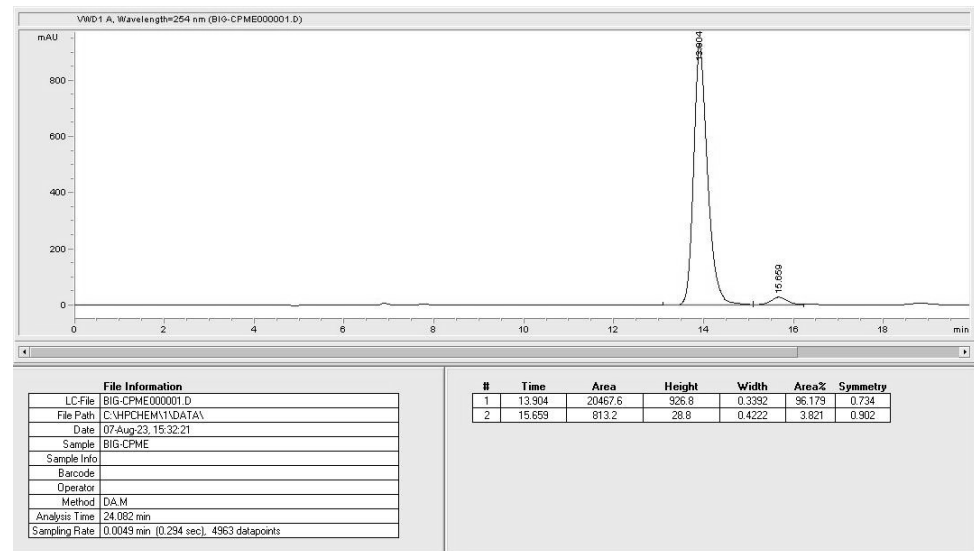 VWD1 A, Wavelength=254 nm (BIG-CPME000001.D)
mAU
800
600
400
200
0
13.904
15.659
0 2 4 6 8 10 12 14 16 18 min
File Information
LC-File BIG-CPME000001.D
File Path C:\HPCHEM\1\DATA\
Date 07-Aug-23, 15:32:21
Sample BIG-CPME
Sample Info
Barcode
Operator
Method DA.M
Analysis Time 24.082 min
Sampling Rate 0.0049 min (0.294 sec), 4963 datapoints
# Time Area Height Width Area% Symmetry
1 13.904 20467.6 926.8 0.3392 96.179 0.734
2 15.659 813.2 28.8 0.4222 3.821 0.902